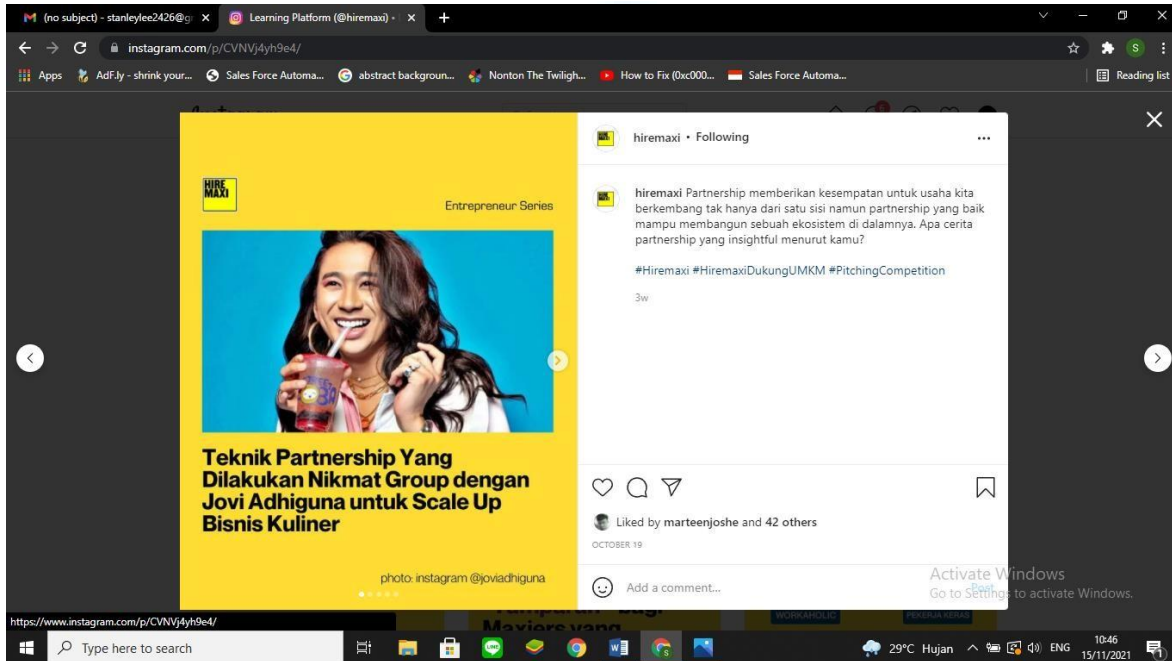 (no subject) - stanleylee2426@g
Learning Platform (@hiremaxi) •
instagram.com/p/CVNVj4yh9e4/
S
Apps
AdF.ly - shrink your...
Sales Force Automa...
abstract backgroun...
Nonton The Twiligh...
How to Fix (0xc000...
Sales Force Automa...
Reading list
HIRE
MAXI
Entrepreneur Series
Teknik Partnership Yang
Dilakukan Nikmat Group dengan
Jovi Adhiguna untuk Scale Up
Bisnis Kuliner
photo: instagram @joviadhiguna
hiremaxi • Following
hiremaxi Partnership memberikan kesempatan untuk usaha kita
berkembang tak hanya dari satu sisi namun partnership yang baik
mampu membangun sebuah ekosistem di dalamnya. Apa cerita
partnership yang insightful menurut kamu?
#Hiremaxi #HiremaxiDukungUMKM #PitchingCompetition
3w
Liked by marteenjoshe and 42 others
OCTOBER 19
Add a comment...
Post
Activate Windows
Go to Settings to activate Windows.
Maxiers yang
WORKAHOLIC
PEKERJA KERAS
https://www.instagram.com/p/CVNVj4yh9e4/
Type here to search
29°C Hujan
ENG
10:46
15/11/2021